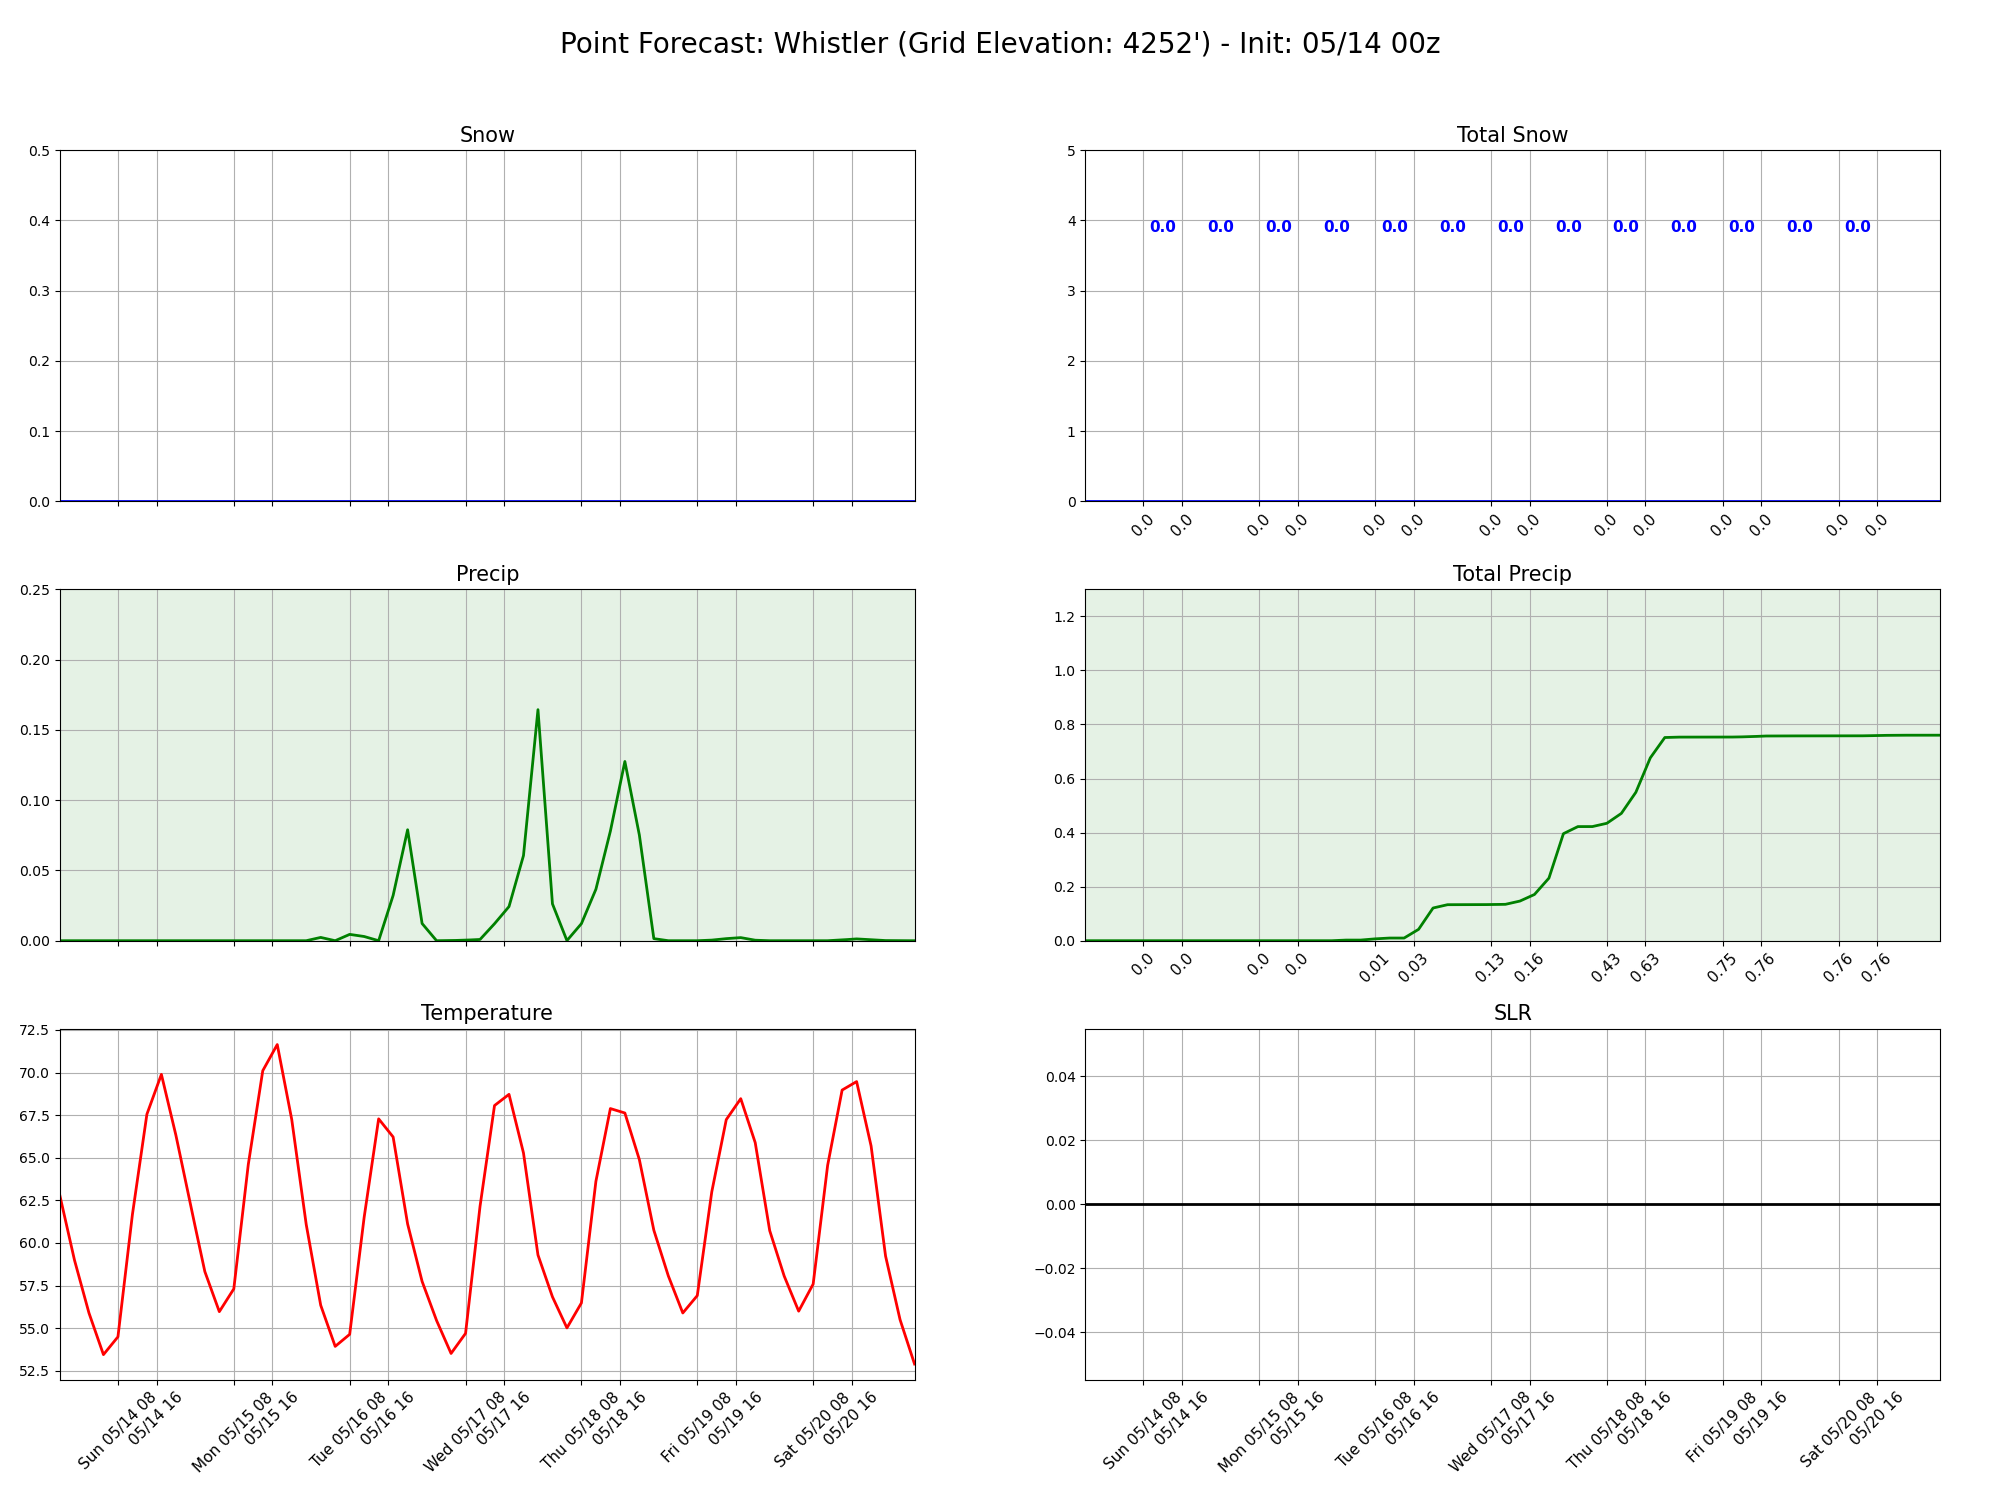 Point Forecast: Whistler (Grid Elevation: 4252') - Init: 05/14 00z
Snow
0.5
0.4
0.3
0.2
0.1
0.0
Total Snow
5
4
3
2
1
0
0.0 0.0 0.0 0.0 0.0 0.0 0.0 0.0 0.0 0.0 0.0 0.0 0.0
0.0 0.0 0.0 0.0 0.0 0.0 0.0 0.0 0.0 0.0 0.0 0.0 0.0 0.0
Precip
0.25
0.20
0.15
0.10
0.05
0.00
Total Precip
1.2
1.0
0.8
0.6
0.4
0.2
0.0
0.0 0.0 0.0 0.0 0.01 0.03 0.13 0.16 0.43 0.63 0.75 0.76 0.76 0.76
Temperature
72.5
70.0
67.5
65.0
62.5
60.0
57.5
55.0
52.5
Sun 05/14 08
05/14 16
Mon 05/15 08
05/15 16
Tue 05/16 08
05/16 16
Wed 05/17 08
05/17 16
Thu 05/18 08
05/18 16
Fri 05/19 08
05/19 16
Sat 05/20 08
05/20 16
SLR
0.04
0.02
0.00
−0.02
−0.04
Sun 05/14 08
05/14 16
Mon 05/15 08
05/15 16
Tue 05/16 08
05/16 16
Wed 05/17 08
05/17 16
Thu 05/18 08
05/18 16
Fri 05/19 08
05/19 16
Sat 05/20 08
05/20 16